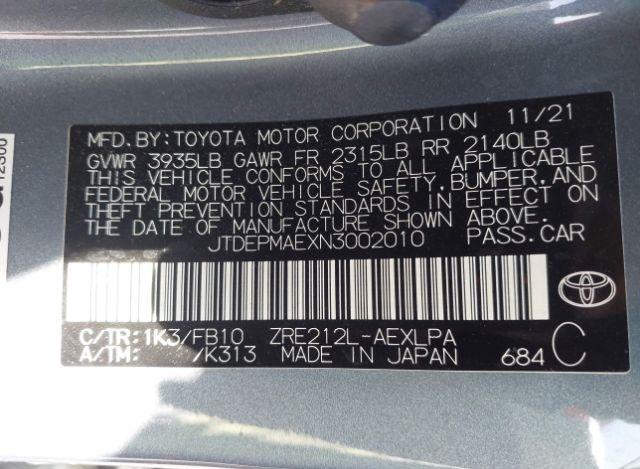 MFD.BY:TOYOTA MOTOR CORPORATION 11/21
GVWR 3935LB GAWR FR 2315LB RR 2140LB
THIS VEHICLE CONFORMS TO ALL APPLICABLE
FEDERAL MOTOR VEHICLE SAFETY,BUMPER,AND
THEFT PREVENTION STANDARDS IN EFFECT ON
THE DATE OF MANUFACTURE SHOWN ABOVE.
JTDEPMAEXN3002010 PASS.CAR
C/TR:1K3/FB10 ZRE212L-AEXLPA
A/TM: /K313 MADE IN JAPAN 684 C
12300